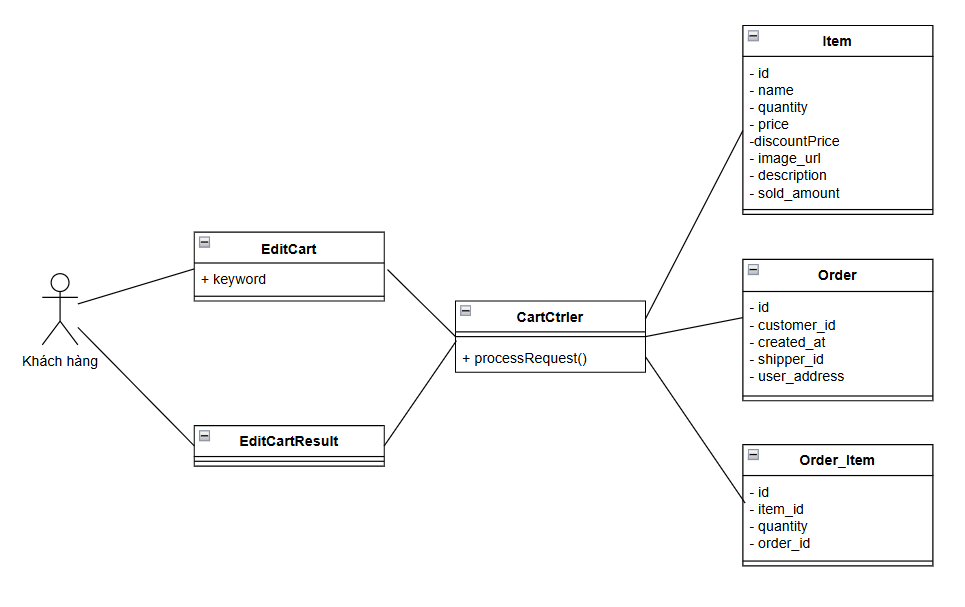 Khách hàng
EditCart
+ keyword
EditCartResult
CartCtrler
+ processRequest()
Item
- id
- name
- quantity
- price
-discountPrice
- image_url
- description
- sold_amount
Order
- id
- customer_id
- created_at
- shipper_id
- user_address
Order_Item
- id
- item_id
- quantity
- order_id